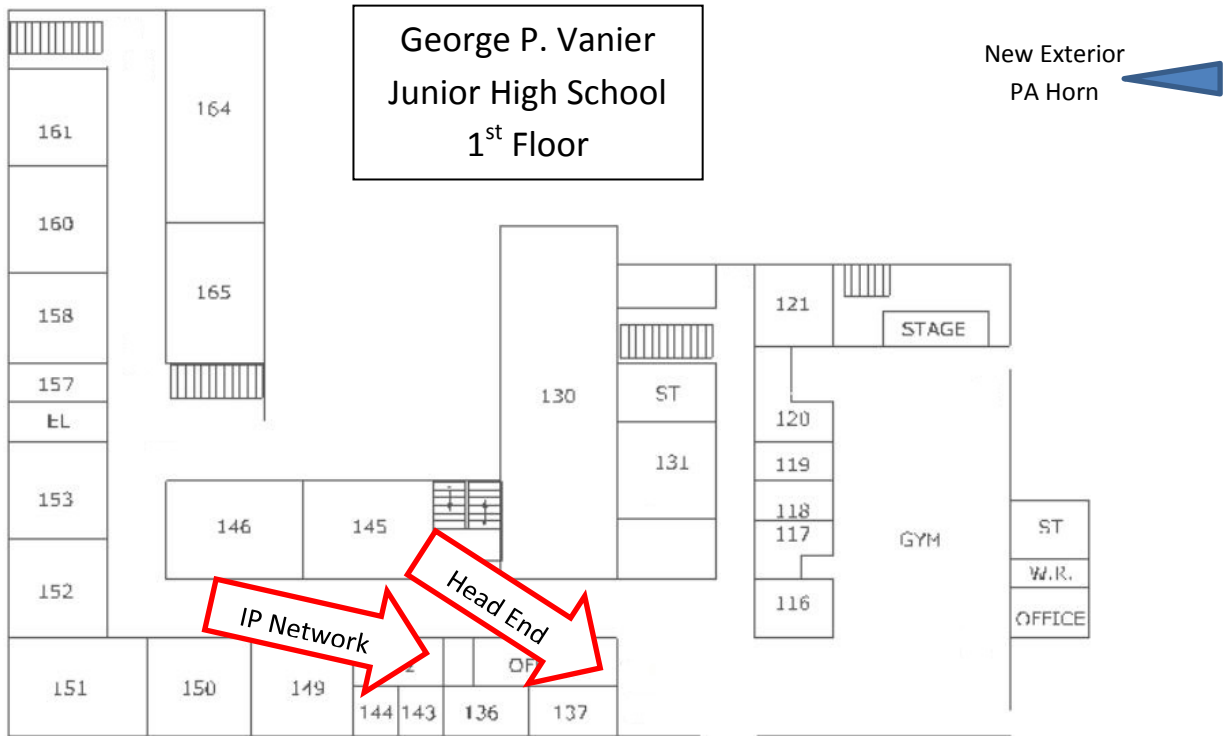 George P. Vanier
Junior High School
1st Floor
New Exterior
PA Horn
164
161
160
165
158
121
STAGE
157
130
ST
EL
120
131
119
153
146
145
118
117
GYM
ST
W.R.
152
116
OFFICE
Head End
IP Network
151
150
149
144
143
136
137